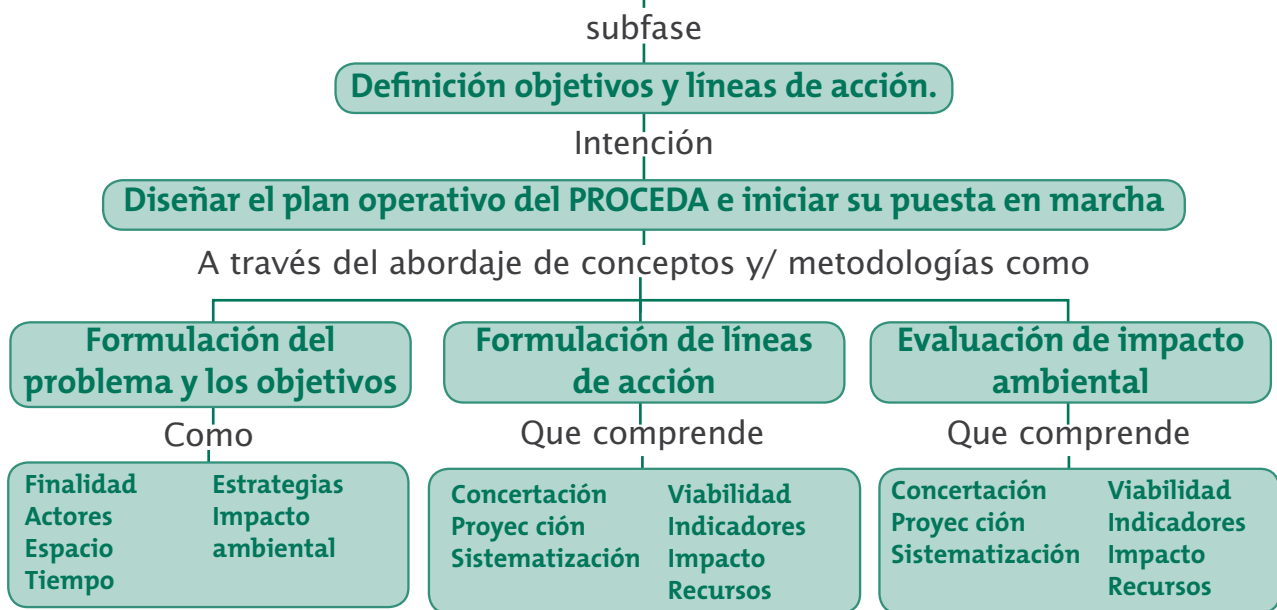 subfase
Definición objetivos y líneas de acción.
Intención
Diseñar el plan operativo del PROCEDA e iniciar su puesta en marcha
A través del abordaje de conceptos y/ metodologías como
Formulación del
problema y los objetivos
Como
Finalidad
Actores
Espacio
Tiempo
Estrategias
Impacto
ambiental
Formulación de líneas
de acción
Que comprende
Concertación
Proyec ción
Sistematización
Viabilidad
Indicadores
Impacto
Recursos
Evaluación de impacto
ambiental
Que comprende
Concertación
Proyec ción
Sistematización
Viabilidad
Indicadores
Impacto
Recursos